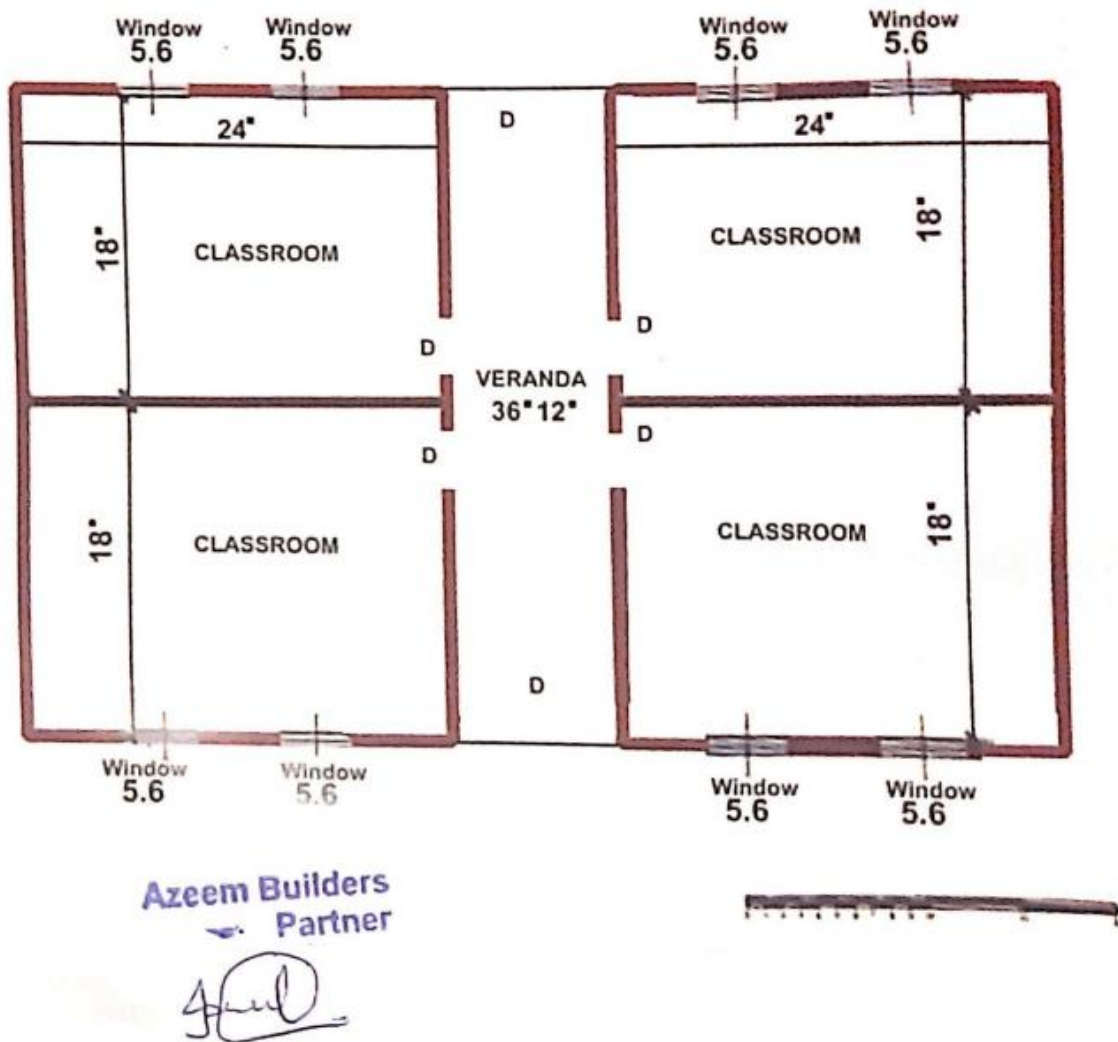 Window Window Window Window
5.6 5.6 5.6 5.6
D
24" 24"
18" CLASSROOM CLASSROOM 18"
D D
VERANDA
36" 12"
D D
18" CLASSROOM CLASSROOM 18"
D
Window Window Window Window
5.6 5.6 5.6 5.6
Azeem Builders
Partner